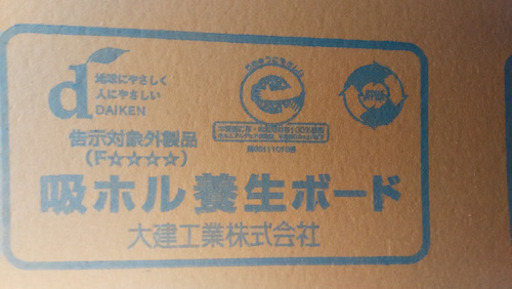 地球にやさしく
人にやさしい
DAIKEN
告示対象外製品
(F☆☆☆☆)
吸ホル養生ボード
大建工業株式会社